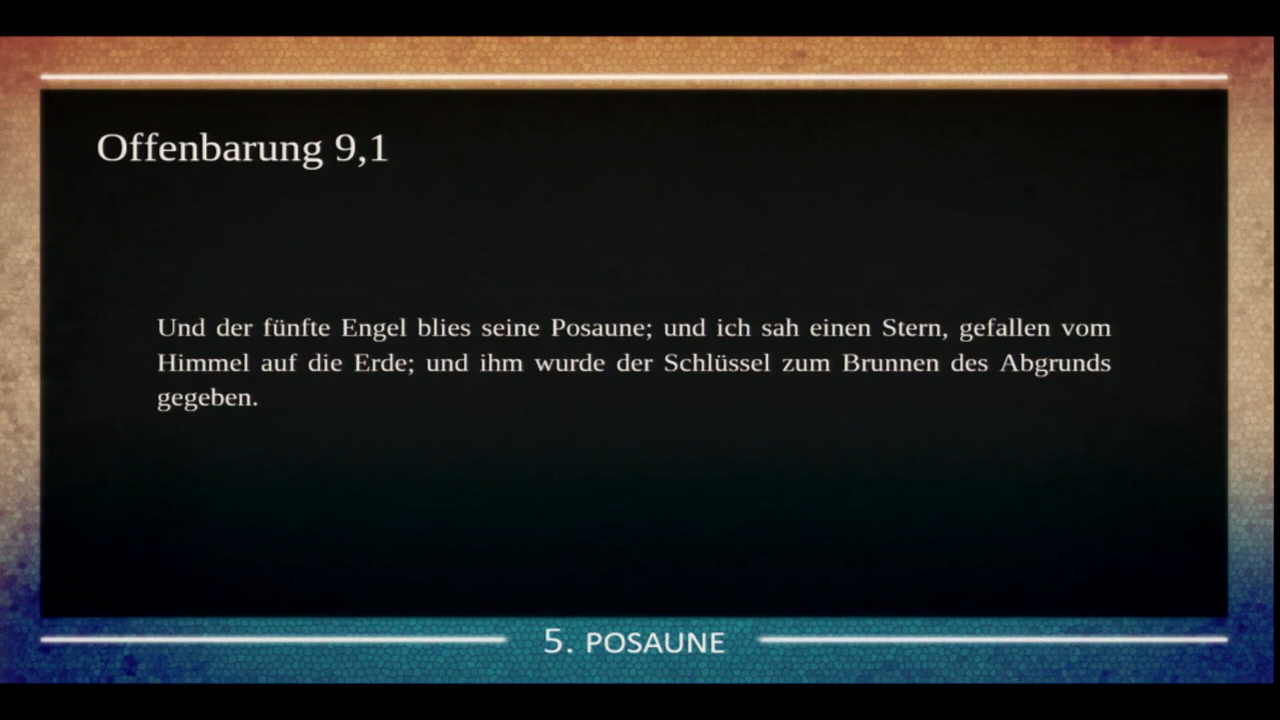 Offenbarung 9,1
Und der fünfte Engel blies seine Posaune; und ich sah einen Stern, gefallen vom
Himmel auf die Erde; und ihm wurde der Schlüssel zum Brunnen des Abgrunds
gegeben.
5. POSAUNE